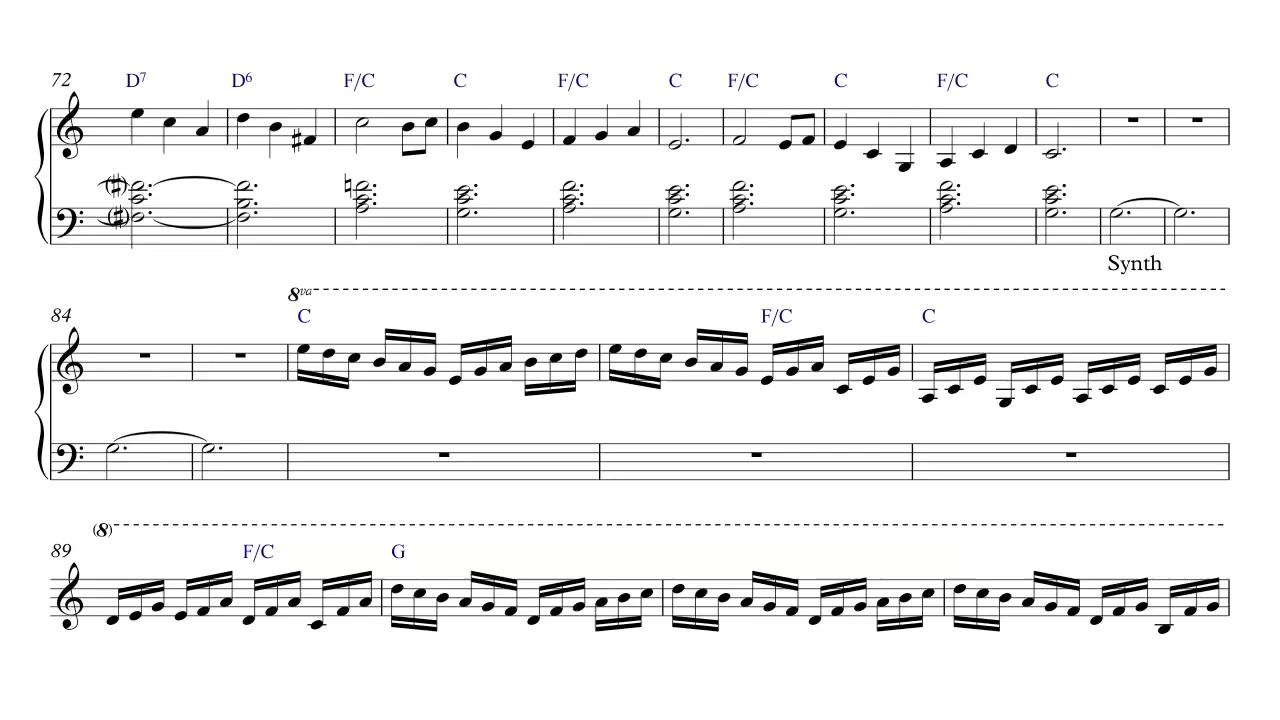 72 D7 D6 F/C C F/C C F/C C F/C C
Synth
8va
84 C F/C C
(8)
89 F/C G